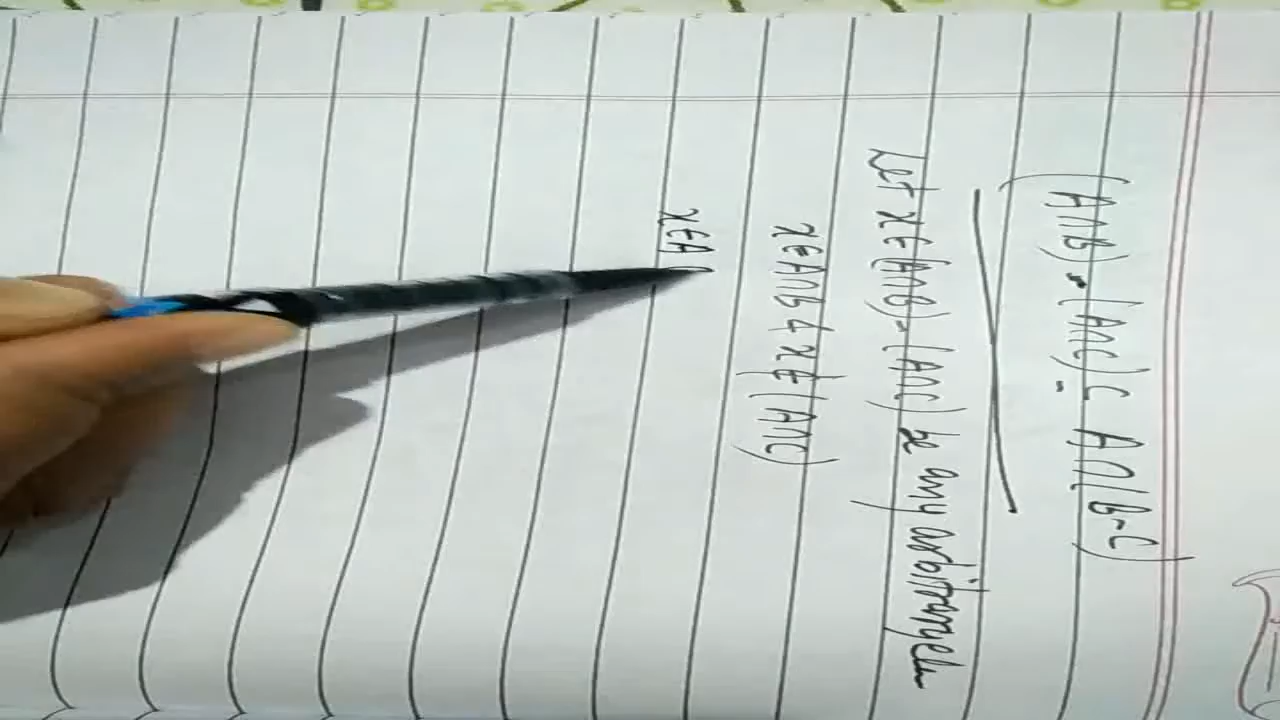 (A∩B) - (A∩C) ⊆ A∩(B-C)
Let x∈(A∩B)-(A∩C) be any arbitrary
x∈A∩B & x∉(A∩C)
x∈A